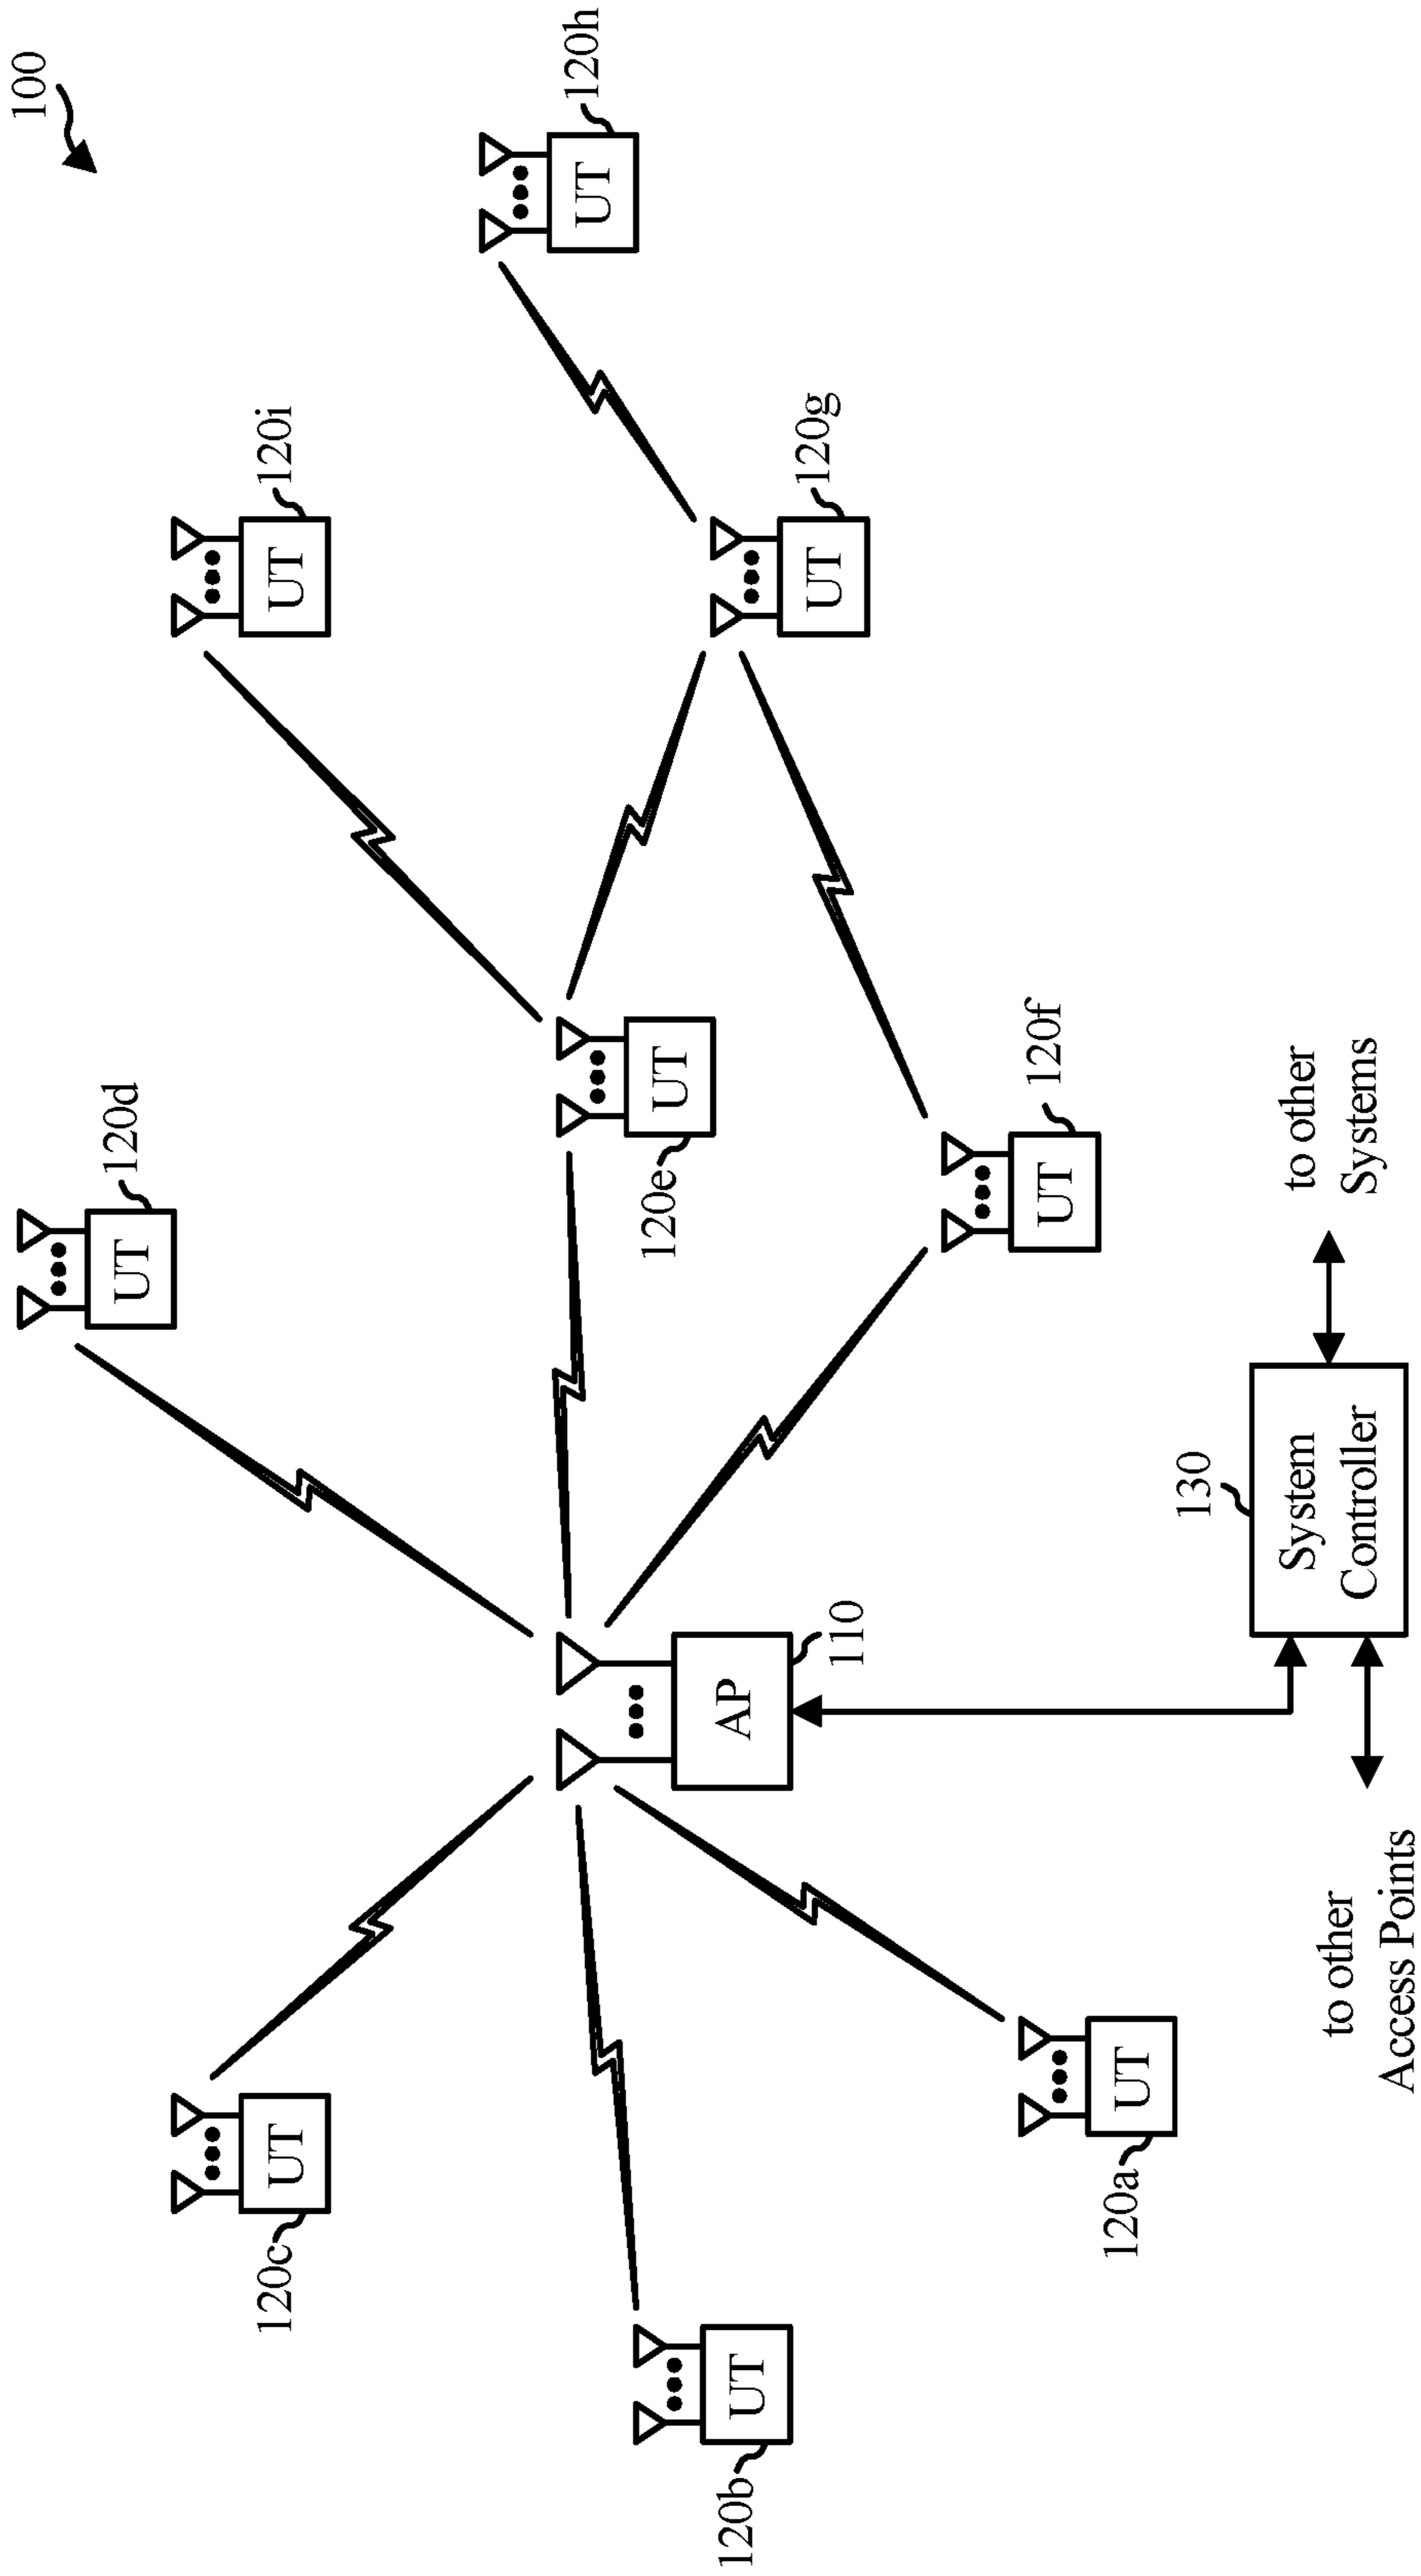 100
120d
UT
120i
UT
120c
UT
120h
UT
120e
UT
120g
UT
120b
UT
AP
110
120f
UT
120a
UT
130
System
Controller
to other
Systems
to other
Access Points